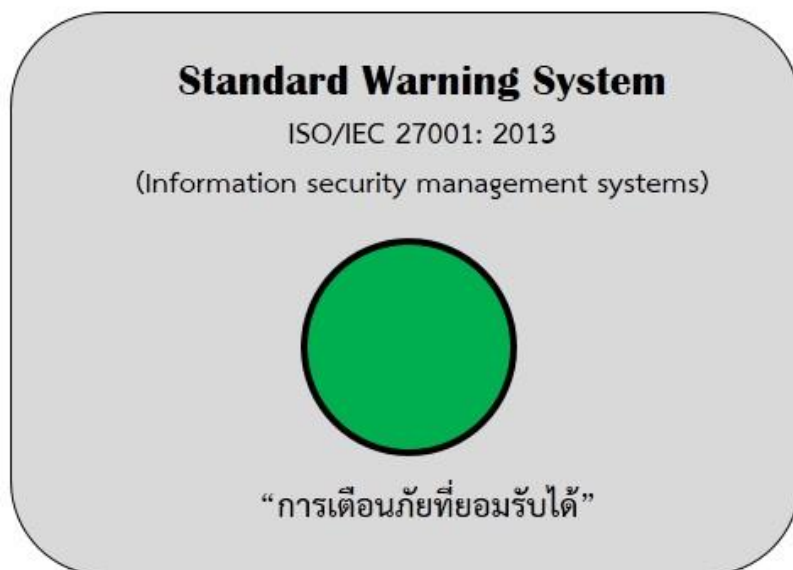 Standard Warning System
ISO/IEC 27001: 2013
(Information security management systems)
“การเตือนภัยที่ยอมรับได้”